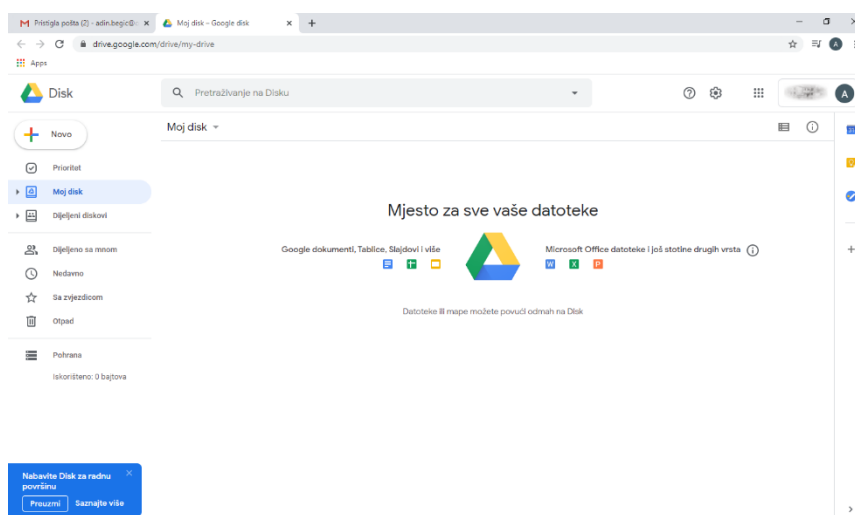 Pristigla pošta (2) - adin.begic@
Moj disk – Google disk
drive.google.com/drive/my-drive
Apps
Disk
Pretraživanje na Disku
A
A
Novo
Moj disk
Prioritet
Moj disk
Dijeljeni diskovi
Mjesto za sve vaše datoteke
Dijeljeno sa mnom
Google dokumenti, Tablice, Slajdovi i više
Microsoft Office datoteke i još stotine drugih vrsta
W X P
Nedavno
Sa zvjezdicom
Datoteke ili mape možete povući odmah na Disk
Otpad
Pohrana
Iskorišteno: 0 bajtova
Nabavite Disk za radnu
površinu
Preuzmi Saznajte više